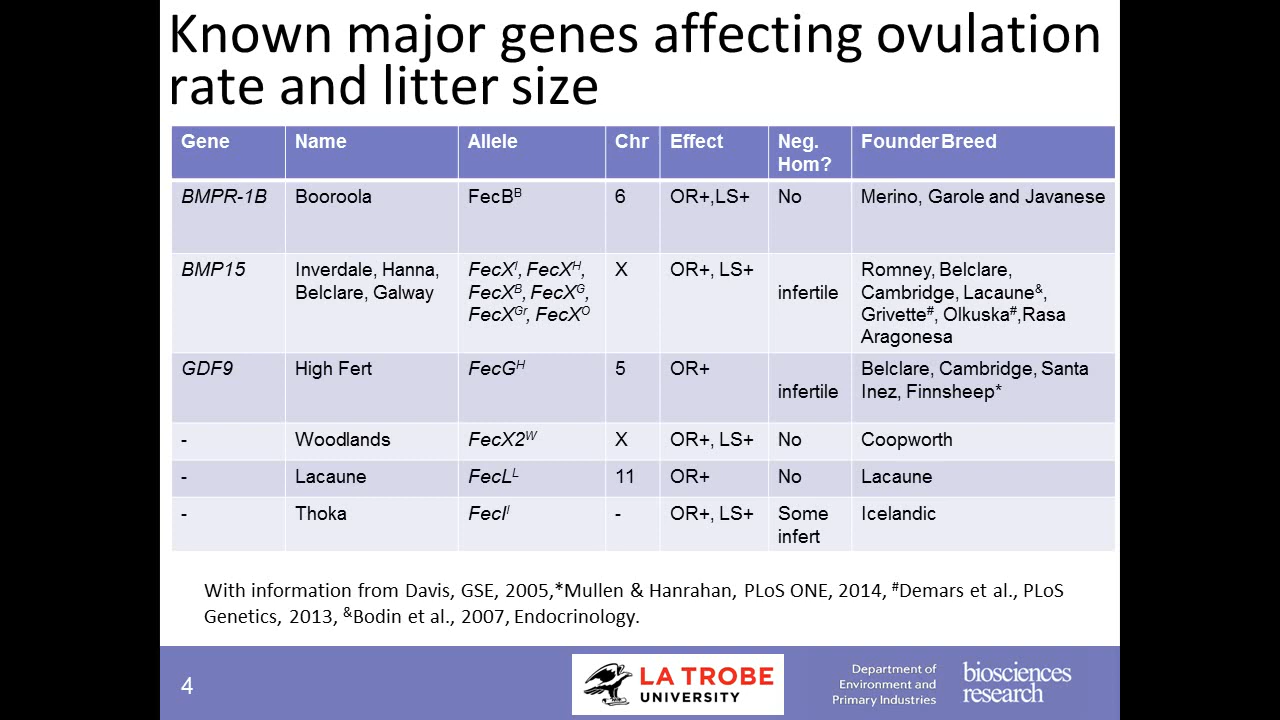 Known major genes affecting ovulation
rate and litter size
Gene Name Allele Chr Effect Neg. Hom? Founder Breed
BMPR-1B Booroola FecBᴮ 6 OR+,LS+ No Merino, Garole and Javanese
BMP15 Inverdale, Hanna, Belclare, Galway FecXᴵ, FecXᴴ, FecXᴮ, FecXᴳ, FecXᴳʳ, FecXᴼ X OR+, LS+ infertile Romney, Belclare, Cambridge, Lacaune&, Grivette#, Olkuska#,Rasa Aragonesa
GDF9 High Fert FecGᴴ 5 OR+ infertile Belclare, Cambridge, Santa Inez, Finnsheep*
- Woodlands FecX2ᵂ X OR+, LS+ No Coopworth
- Lacaune FecLᴸ 11 OR+ No Lacaune
- Thoka FecIᴵ - OR+, LS+ Some infert Icelandic
With information from Davis, GSE, 2005,*Mullen & Hanrahan, PLoS ONE, 2014, #Demars et al., PLoS
Genetics, 2013, &Bodin et al., 2007, Endocrinology.
4
LA TROBE
UNIVERSITY
Department of
Environment and
Primary Industries
biosciences
research